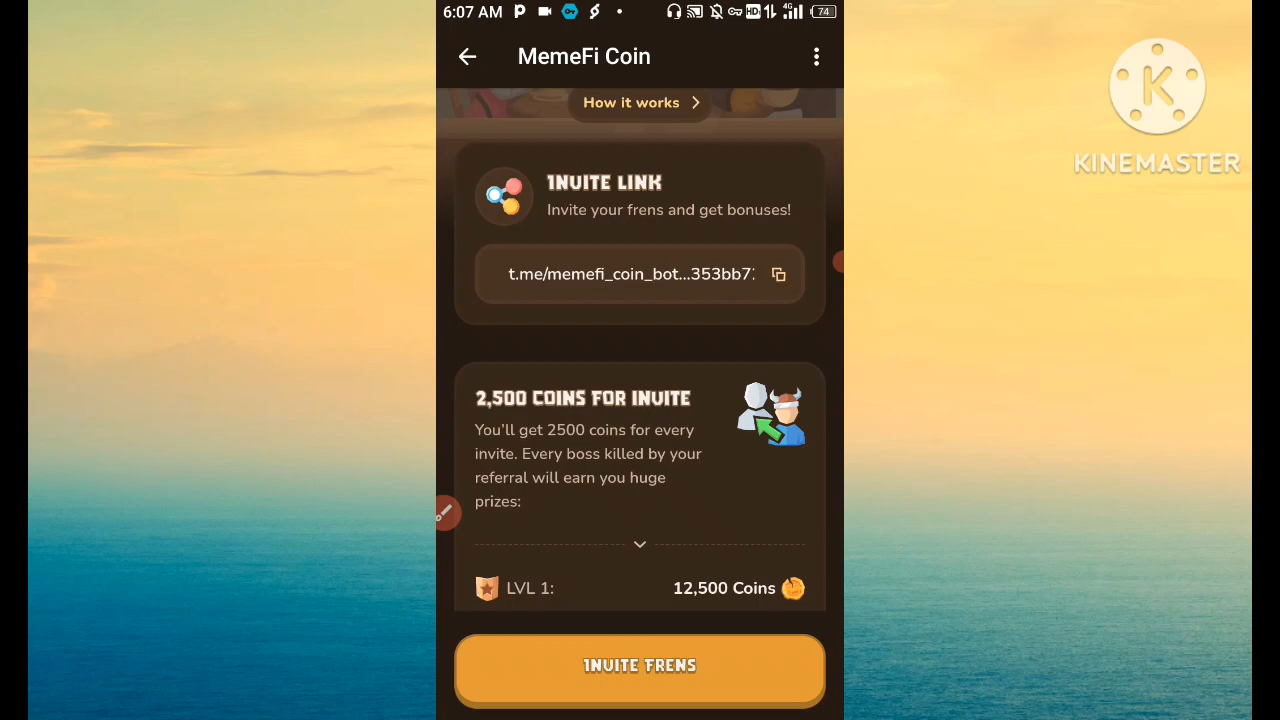 6:07 AM
HD
4G
74
K
KINEMASTER
MemeFi Coin
How it works
INVITE LINK
Invite your frens and get bonuses!
t.me/memefi_coin_bot...353bb7
2,500 COINS FOR INVITE
You'll get 2500 coins for every
invite. Every boss killed by your
referral will earn you huge
prizes:
LVL 1:
12,500 Coins
INVITE FRENS